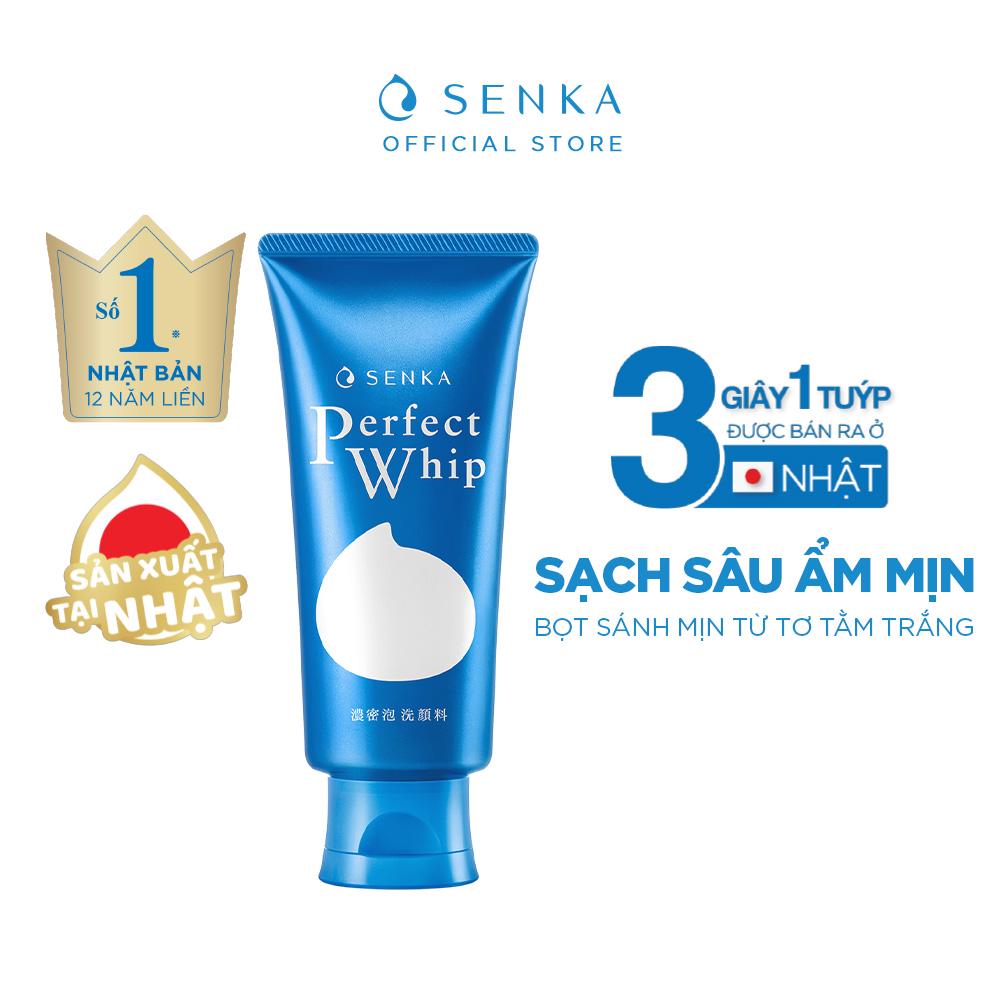 SENKA
OFFICIAL STORE
Số 1※
NHẬT BẢN
12 NĂM LIỀN
SẢN XUẤT
TẠI NHẬT
SENKA
Perfect
Whip
濃密泡 洗顔料
3 GIÂY 1 TUÝP
ĐƯỢC BÁN RA Ở
NHẬT
SẠCH SÂU ẨM MỊN
BỌT SÁNH MỊN TỪ TƠ TẰM TRẮNG